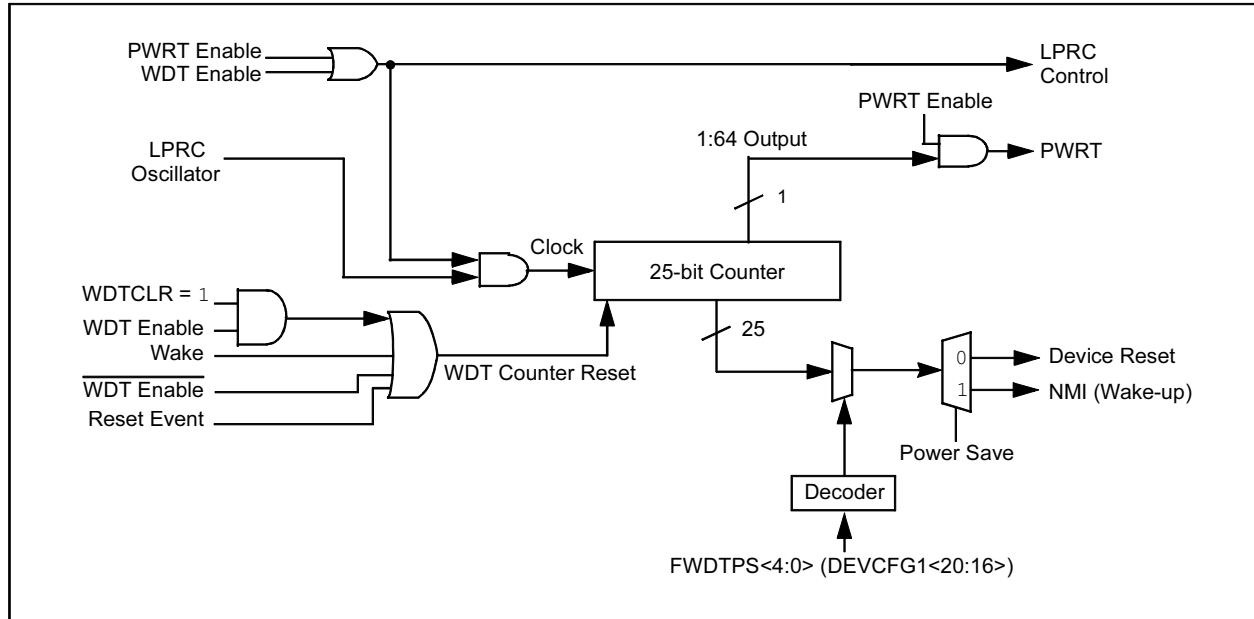 PWRT Enable
WDT Enable
LPRC
Control
PWRT Enable
1:64 Output
LPRC
Oscillator
PWRT
1
Clock
25-bit Counter
WDTCLR = 1
WDT Enable
Wake
WDT Enable
Reset Event
WDT Counter Reset
25
0
1
Device Reset
NMI (Wake-up)
Power Save
Decoder
FWDTPS<4:0> (DEVCFG1<20:16>)